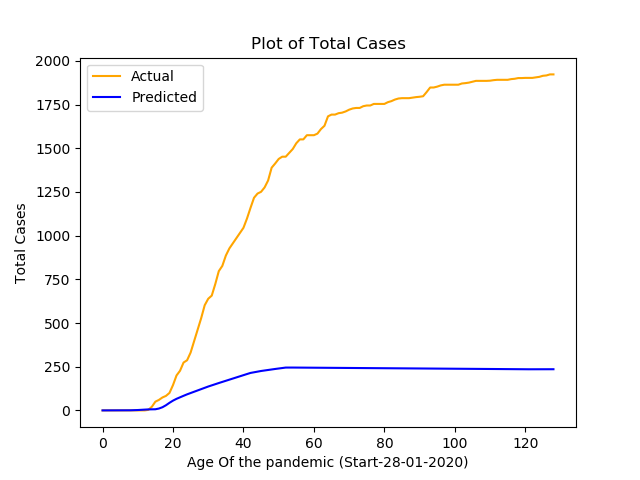 Plot of Total Cases
Actual
Predicted
2000
1750
1500
1250
1000
750
500
250
0
Total Cases
0 20 40 60 80 100 120
Age Of the pandemic (Start-28-01-2020)